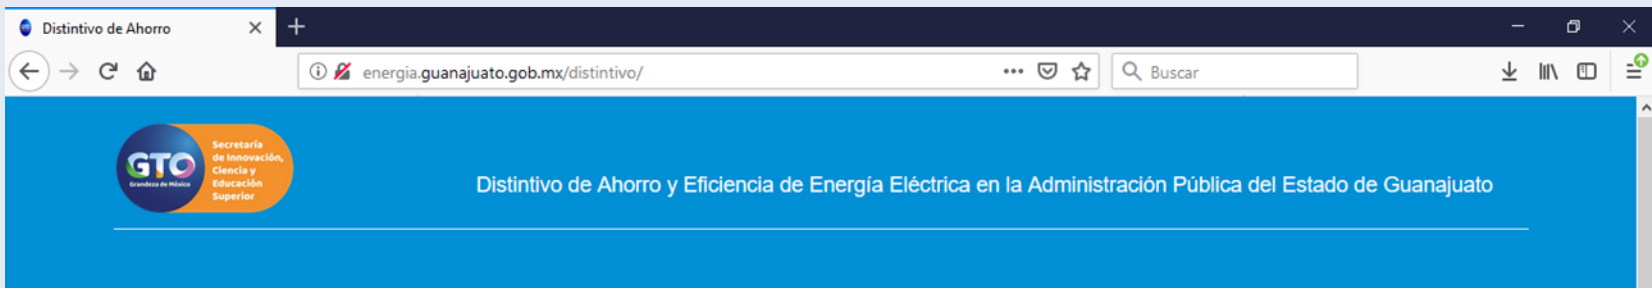 Distintivo de Ahorro
energia.guanajuato.gob.mx/distintivo/
Buscar
GTO
Grandeza de México
Secretaría
de Innovación,
Ciencia y
Educación
Superior
Distintivo de Ahorro y Eficiencia de Energía Eléctrica en la Administración Pública del Estado de Guanajuato